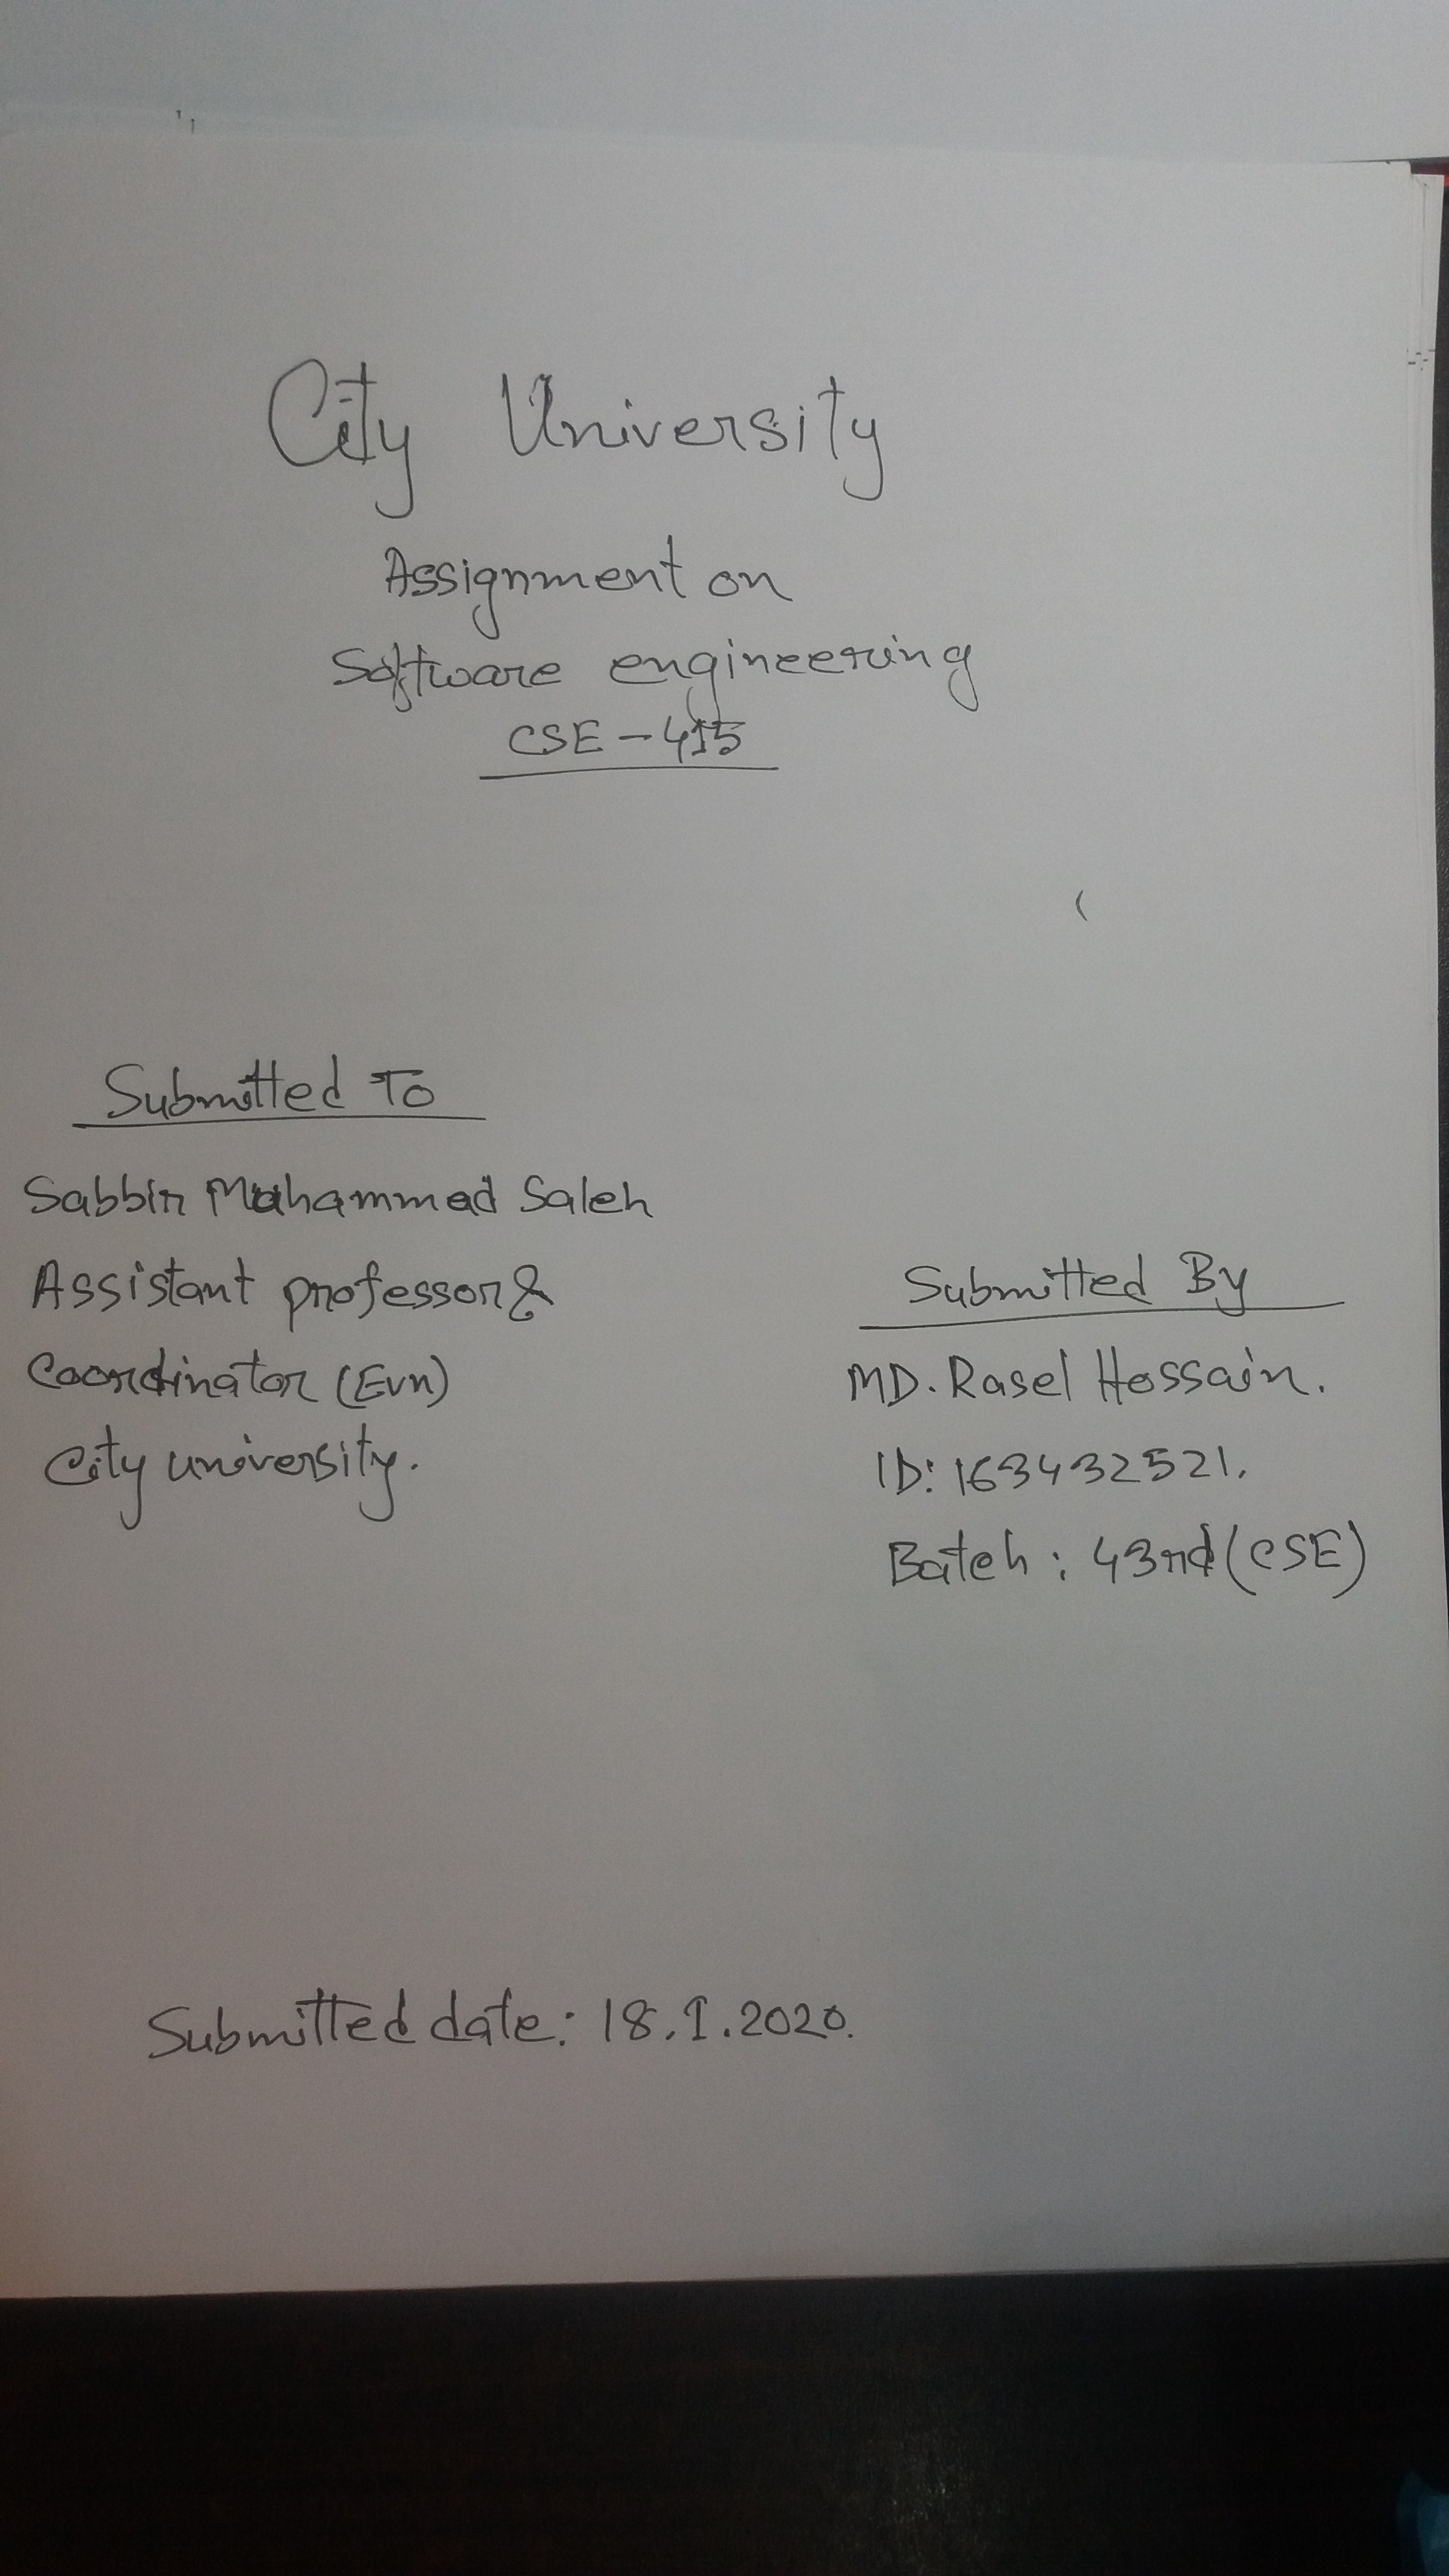 City University
Assignment on
Software engineering
CSE - 415
Submitted To
Sabbir Muhammad Saleh
Assistant professor &
Coordinator (Evn)
City university.
Submitted By
MD. Rasel Hossain.
ID: 163432521.
Batch : 43rd (CSE)
Submitted date: 18.1.2020.